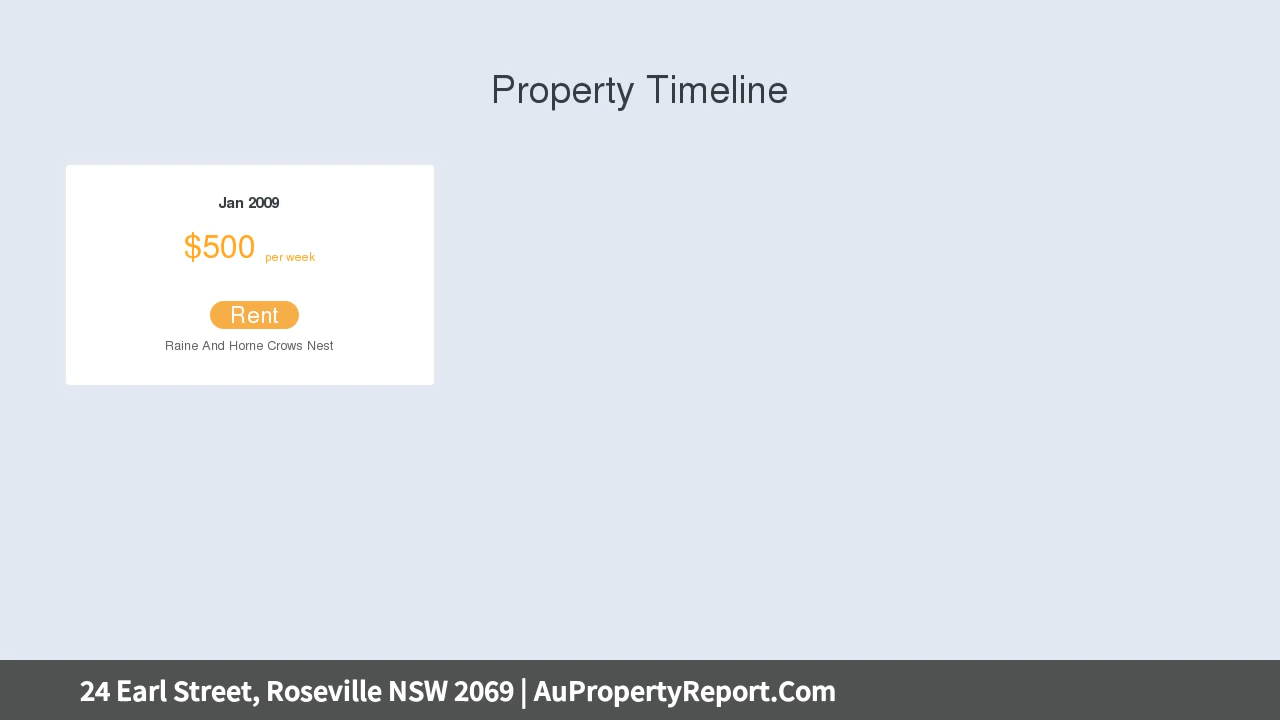 Property Timeline
Jan 2009
$500 per week
Rent
Raine And Horne Crows Nest
24 Earl Street, Roseville NSW 2069 | AuPropertyReport.Com